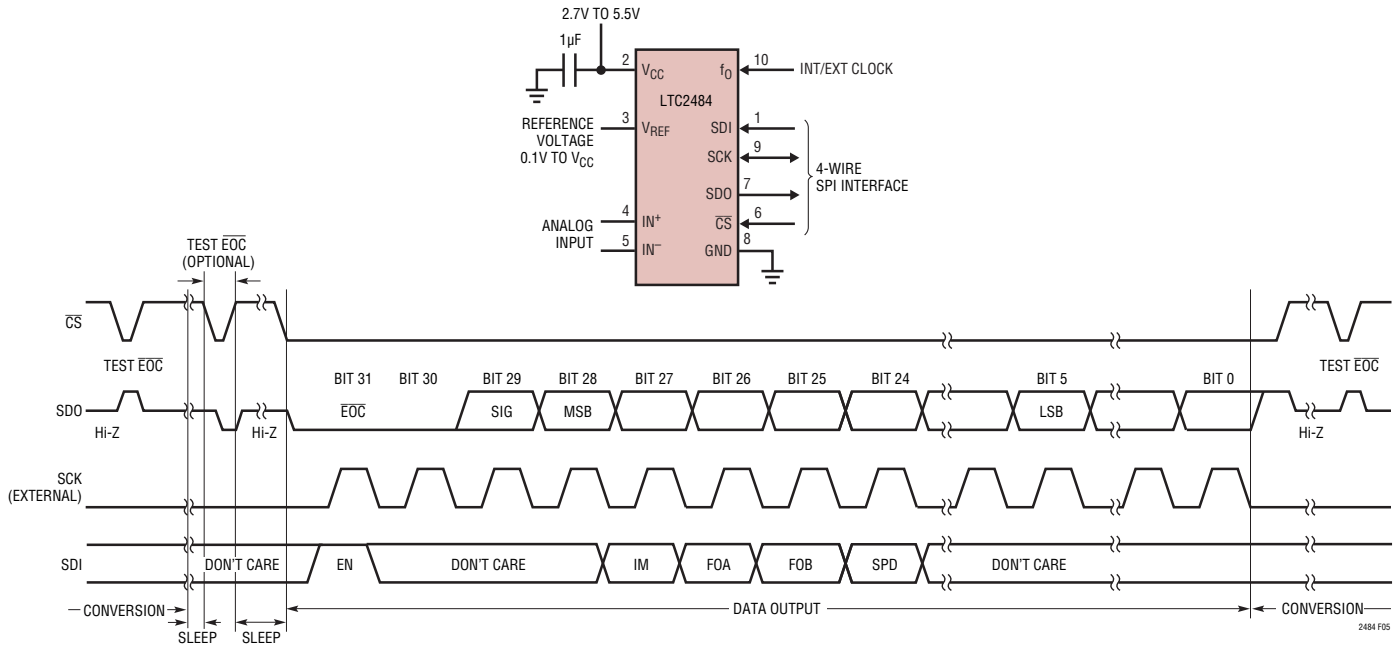 2.7V TO 5.5V
1µF
2 VCC
fO 10 INT/EXT CLOCK
LTC2484
REFERENCE
VOLTAGE
0.1V TO VCC
3 VREF
SDI 1
SCK 9
4-WIRE
SPI INTERFACE
SDO 7
ANALOG
INPUT
4 IN+
CS 6
5 IN–
GND 8
TEST EOC
(OPTIONAL)
CS
TEST EOC
TEST EOC
BIT 31 BIT 30 BIT 29 BIT 28 BIT 27 BIT 26 BIT 25 BIT 24 BIT 5 BIT 0
SDO EOC SIG MSB LSB
Hi-Z Hi-Z Hi-Z
SCK
(EXTERNAL)
SDI DON'T CARE EN DON'T CARE IM FOA FOB SPD DON'T CARE
CONVERSION DATA OUTPUT CONVERSION
SLEEP SLEEP
2484 F05